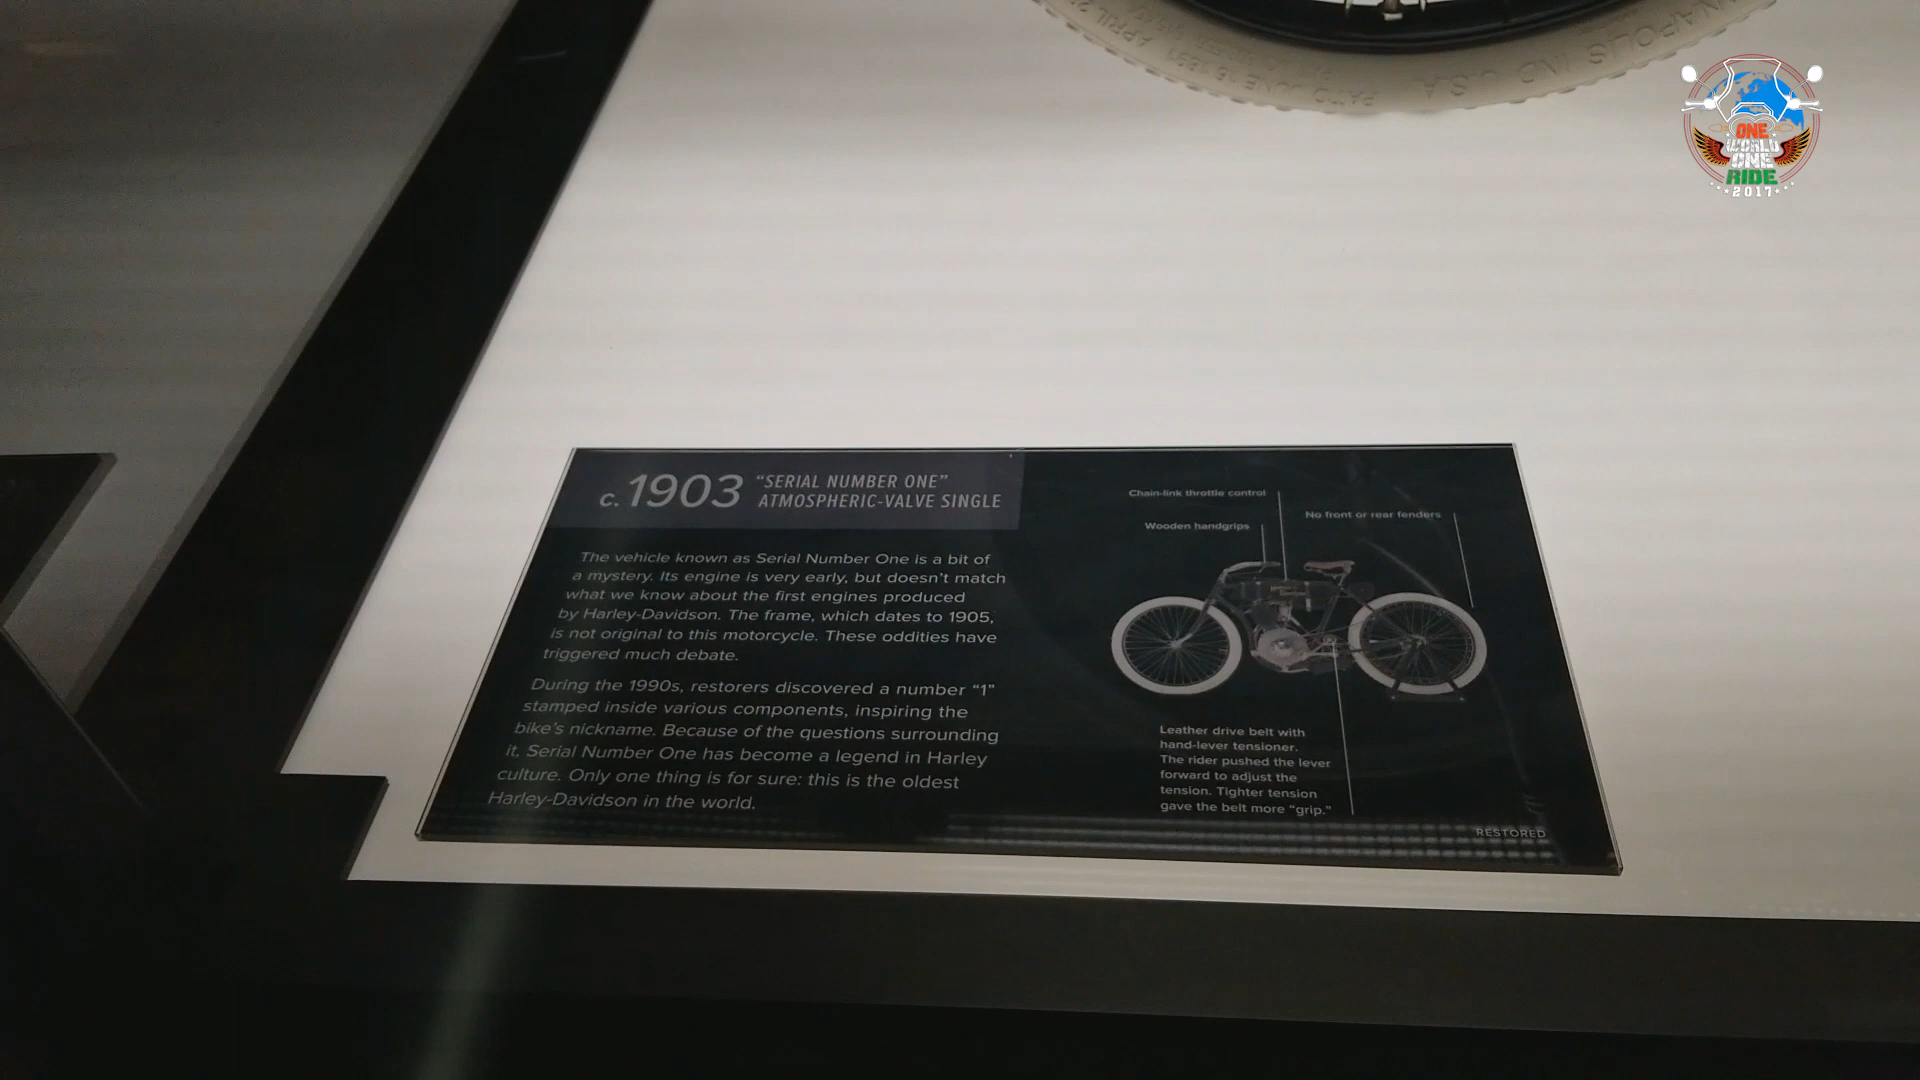 INNAPOLIS IND U.S.A
PAT'D JUNE 16 1891 APRIL
ONE
WORLD
ONE
RIDE
2017
c. 1903 "SERIAL NUMBER ONE"
ATMOSPHERIC-VALVE SINGLE
The vehicle known as Serial Number One is a bit of
a mystery. Its engine is very early, but doesn't match
what we know about the first engines produced
by Harley-Davidson. The frame, which dates to 1905,
is not original to this motorcycle. These oddities have
triggered much debate.
During the 1990s, restorers discovered a number "1"
stamped inside various components, inspiring the
bike's nickname. Because of the questions surrounding
it, Serial Number One has become a legend in Harley
culture. Only one thing is for sure: this is the oldest
Harley-Davidson in the world.
Chain-link throttle control
Wooden handgrips
No front or rear fenders
Leather drive belt with
hand-lever tensioner.
The rider pushed the lever
forward to adjust the
tension. Tighter tension
gave the belt more "grip."
RESTORED